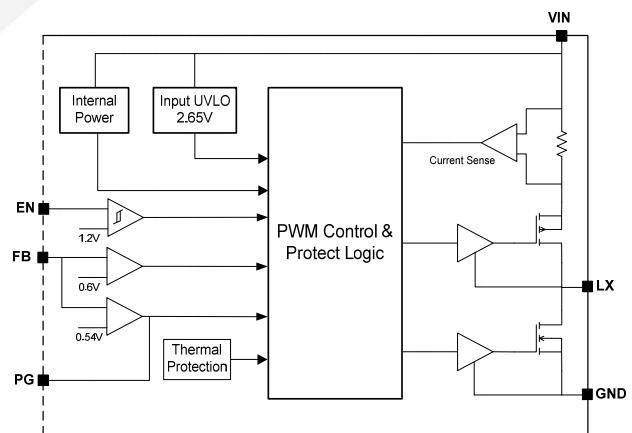 VIN
Internal
Power
Input UVLO
2.65V
Current Sense
EN
1.2V
PWM Control &
Protect Logic
FB
0.6V
LX
0.54V
Thermal
Protection
PG
GND